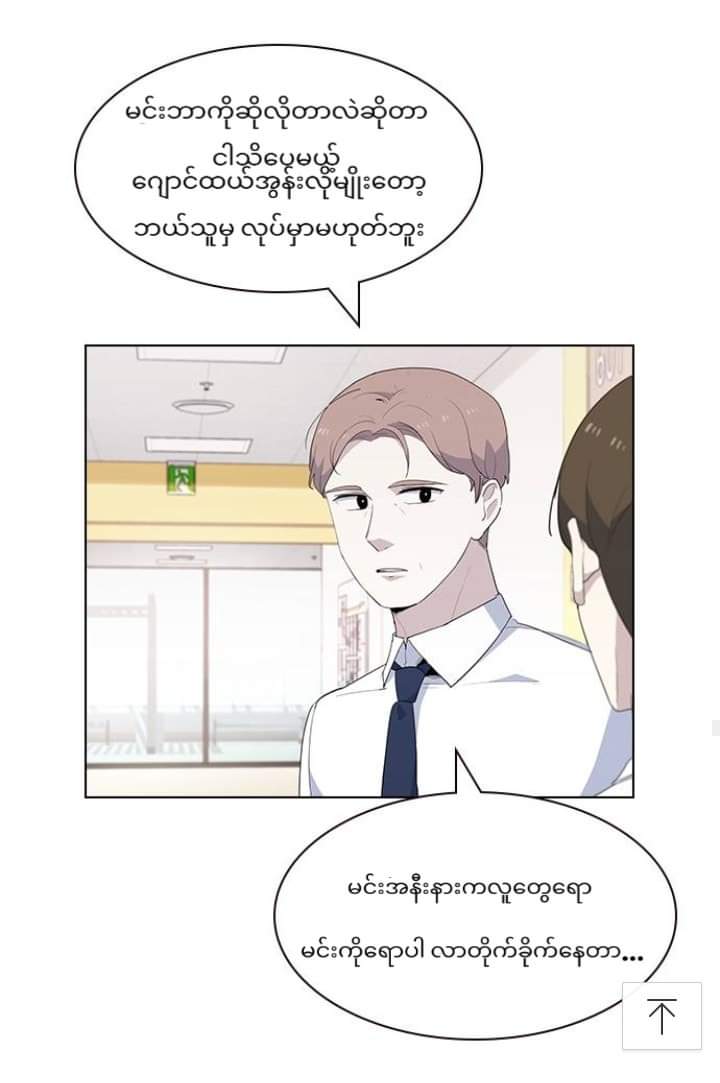 မင်းဘာကိုဆိုလိုတာလဲဆိုတာ
ငါသိပေမယ့်
ဂျောင်ထယ်အွန်းလိုမျိုးတော့
ဘယ်သူမှ လုပ်မှာမဟုတ်ဘူး
မင်းအနီးနားကလူတွေရော
မင်းကိုရောပါ လာတိုက်ခိုက်နေတာ...